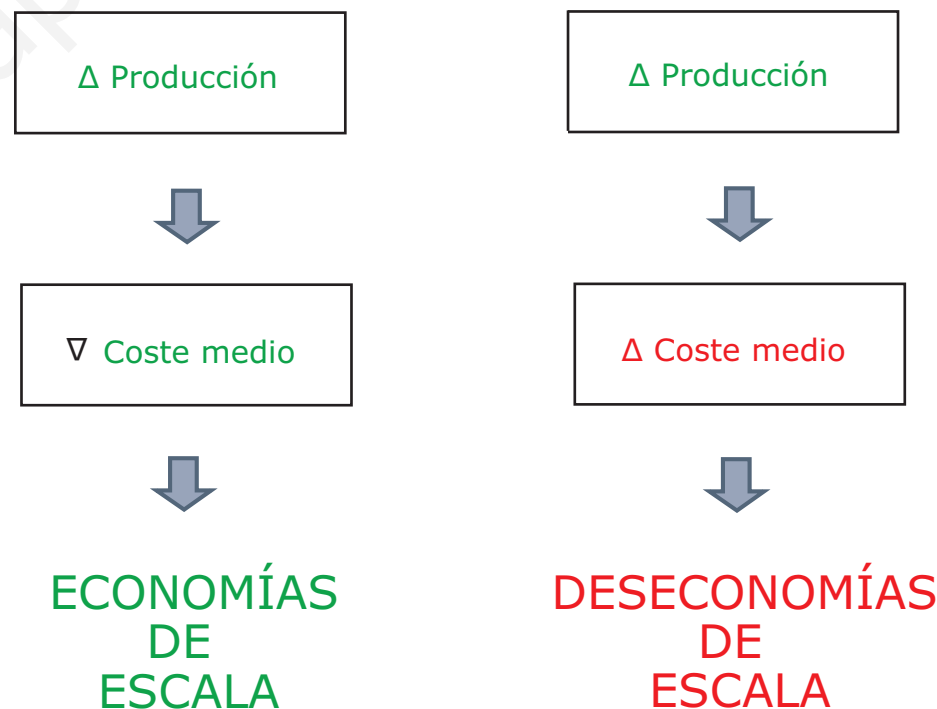 Δ Producción
∇ Coste medio
ECONOMÍAS
DE
ESCALA
Δ Producción
Δ Coste medio
DESECONOMÍAS
DE
ESCALA